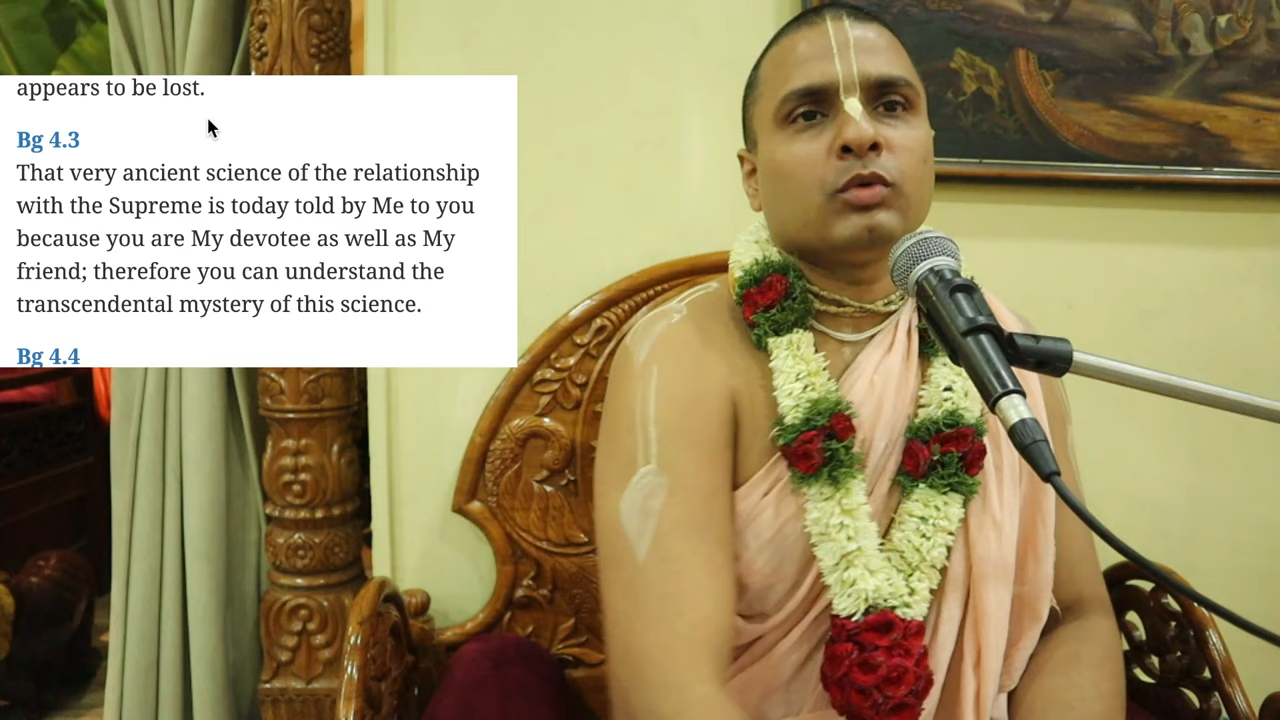 appears to be lost.
Bg 4.3
That very ancient science of the relationship
with the Supreme is today told by Me to you
because you are My devotee as well as My
friend; therefore you can understand the
transcendental mystery of this science.
Bg 4.4